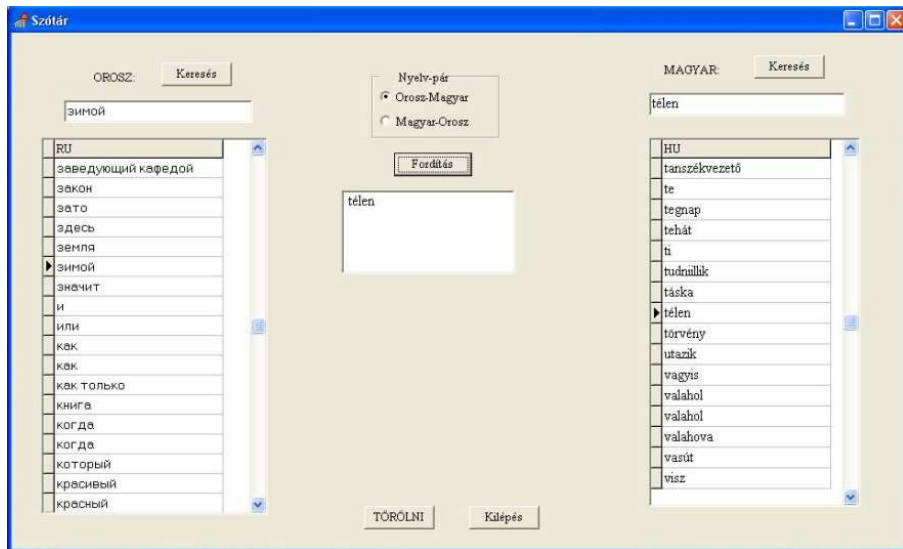 Szótár
OROSZ:
Keresés
зимой
RU
заведующий кафедой
закон
зато
здесь
земля
зимой
значит
и
или
как
как
как только
книга
когда
когда
который
красивый
красный
Nyelv-pár
Orosz-Magyar
Magyar-Orosz
Fordítás
télen
TÖRÖLNI
Kilépés
MAGYAR:
Keresés
télen
HU
tanszékvezető
te
tegnap
tehát
ti
tudniillik
táska
télen
törvény
utazik
vagyis
valahol
valahol
valahova
vasút
visz